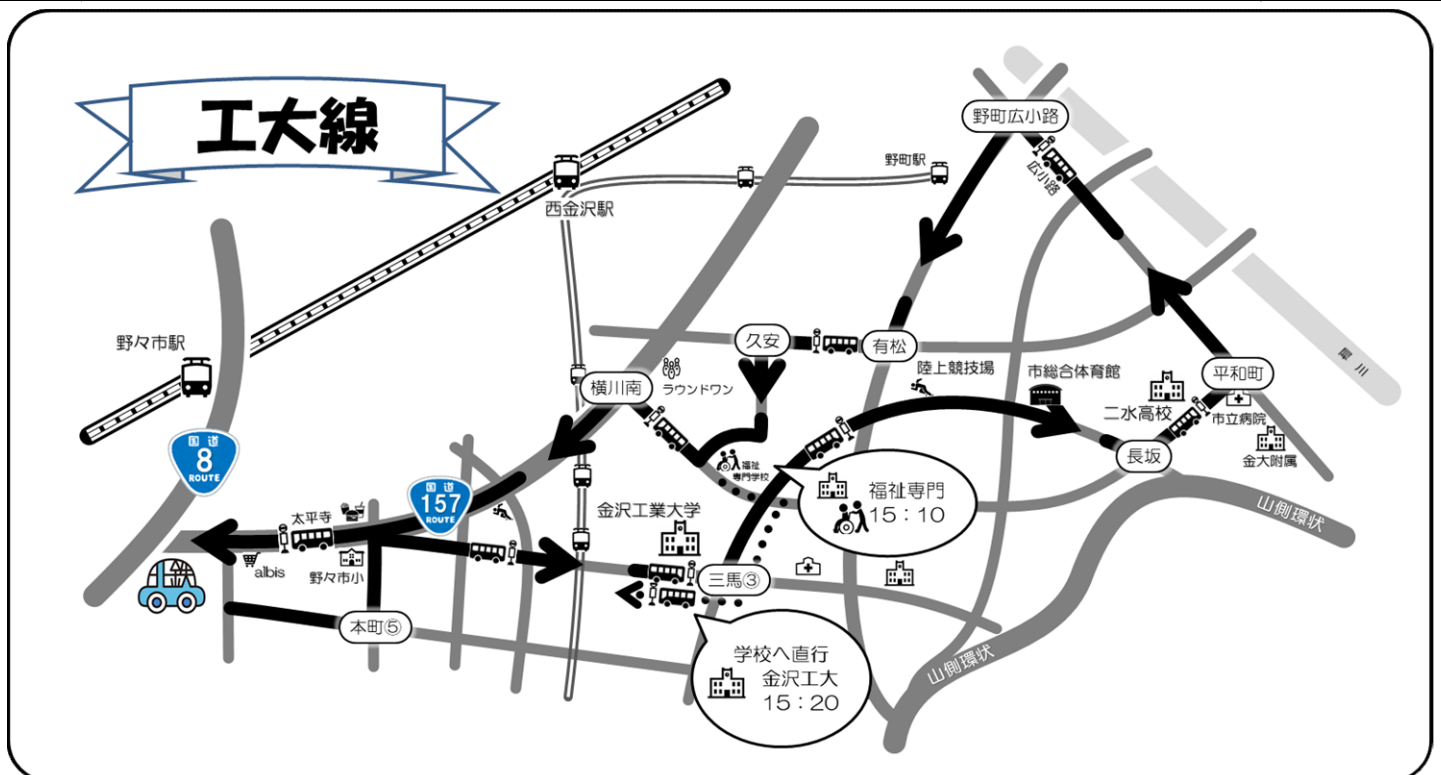 工大線
野町広小路
野町駅
広小路
西金沢駅
野々市駅
久安
有松
陸上競技場
市総合体育館
平和町
犀川
横川南
ラウンドワン
二水高校
市立病院
金大附属
長坂
国道
8
ROUTE
国道
157
ROUTE
福祉
専門学校
福祉専門
15:10
山側環状
太平寺
金沢工業大学
albis
野々市小
三馬③
本町⑤
学校へ直行
金沢工大
15:20
山側環状